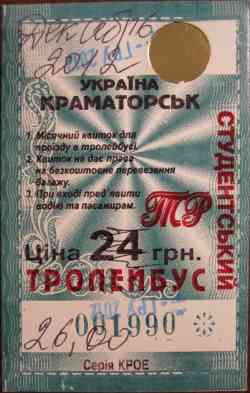 2012
УКРАЇНА
КРАМАТОРСЬК
1. Місячний квиток для
проїзду в тролейбусі.
2. Квиток не дає права
на безкоштовне перевезення
багажу.
3. При вході пред'явити
водію та пасажирам.
СТУДЕНТСЬКИЙ
ТР
Ціна 24 грн.
ТРОЛЕЙБУС
001990
26,00
Серія КРОЕ